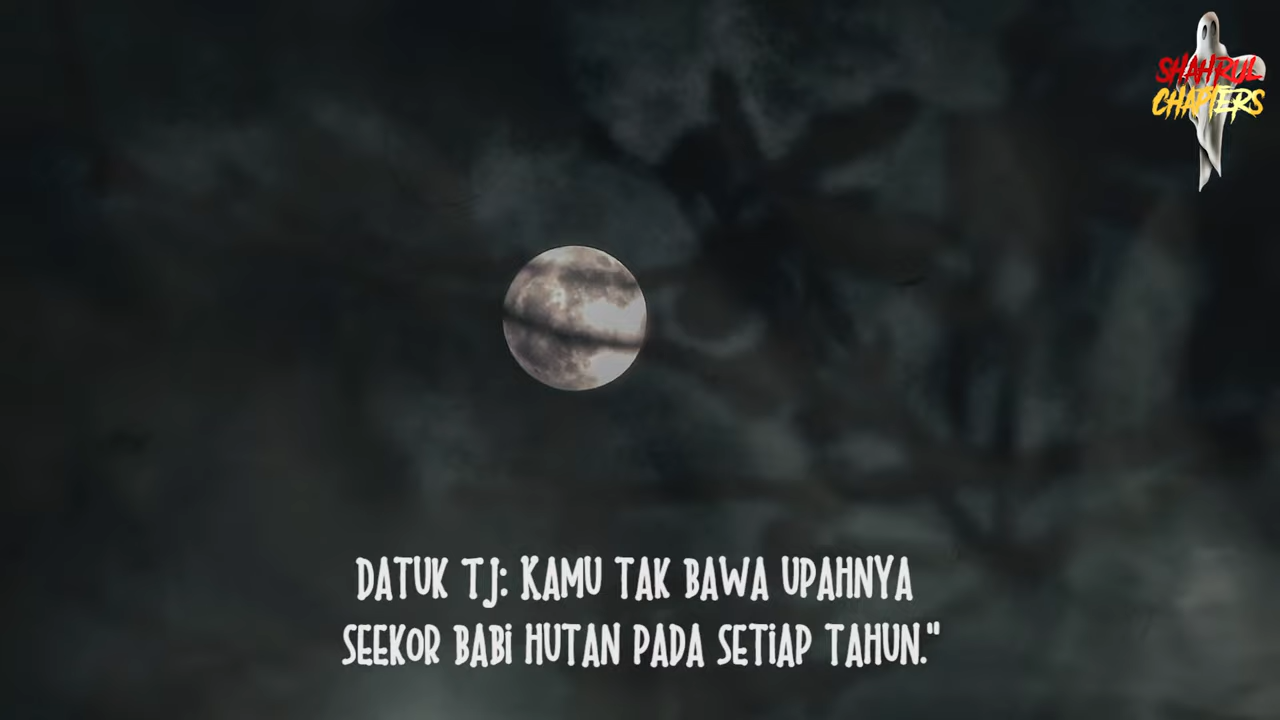 SHAHRUL
CHAPTERS
DATUK TJ: KAMU TAK BAWA UPAHNYA
SEEKOR BABI HUTAN PADA SETIAP TAHUN."